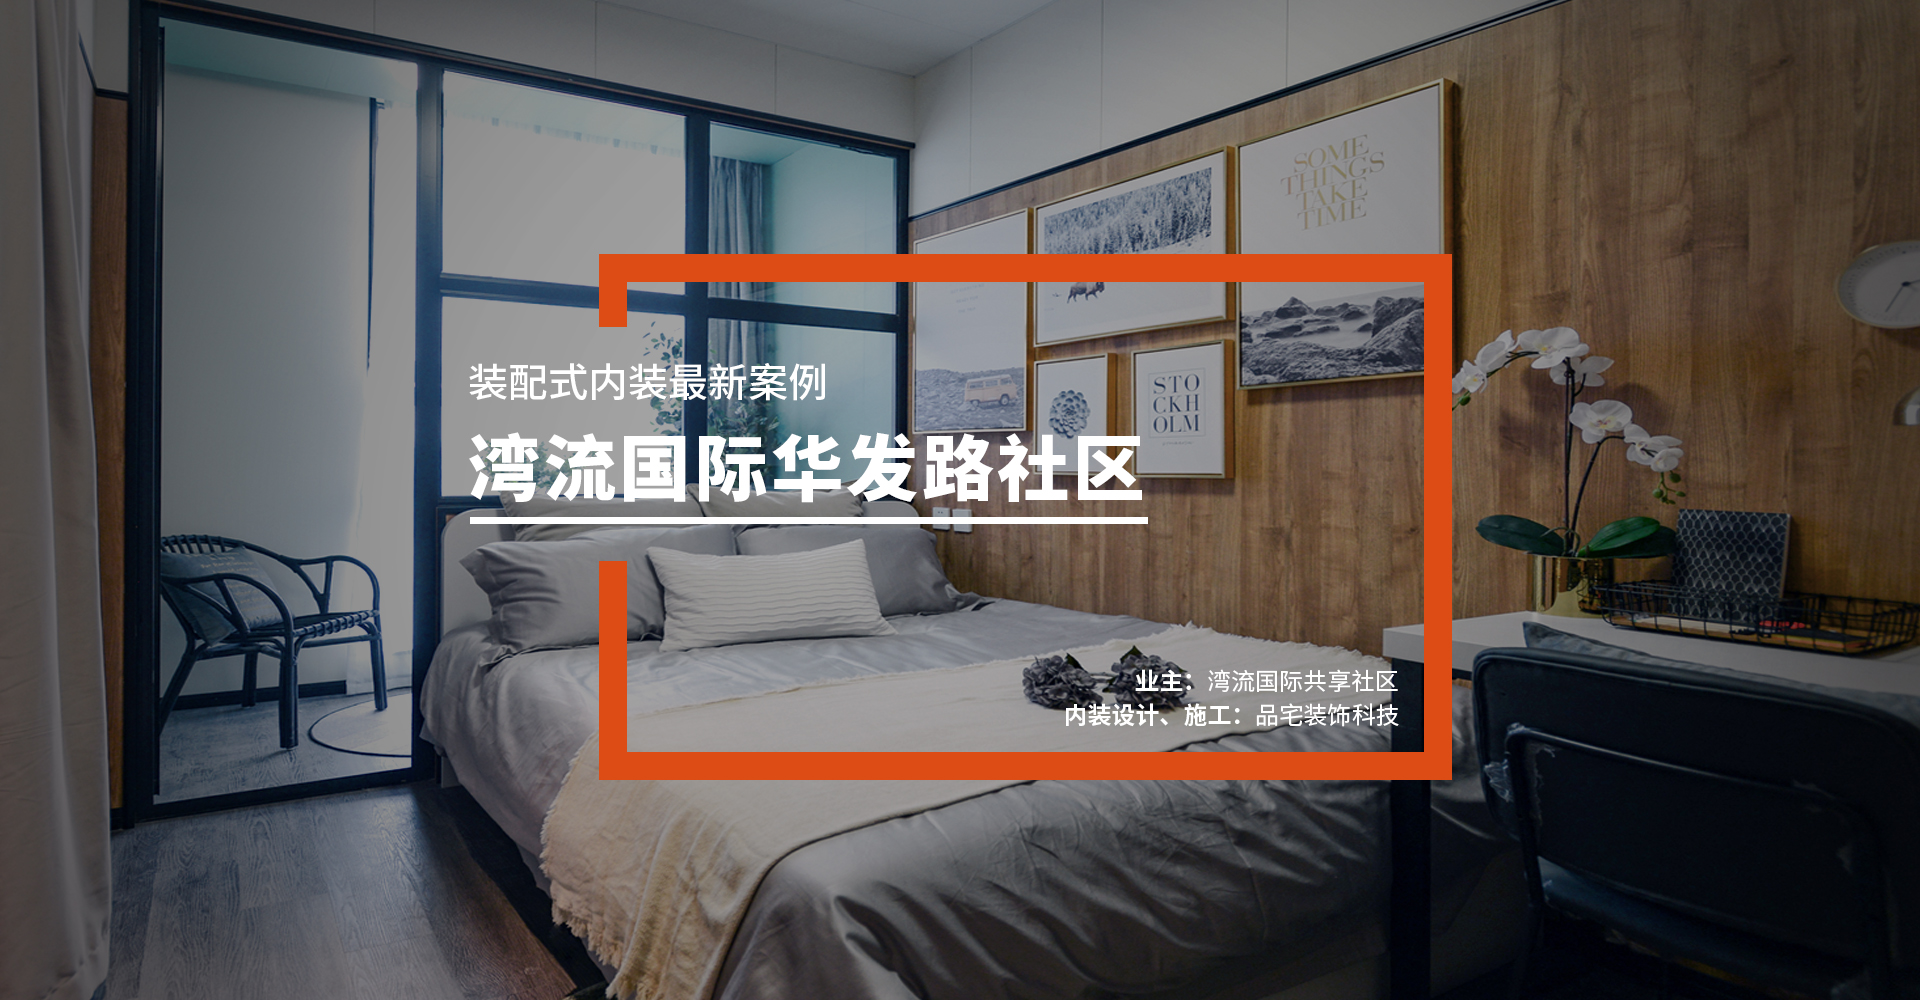 SOME
THINGS
TAKE
TIME
装配式内装最新案例
STO
CKH
OLM
湾流国际华发路社区
业主：湾流国际共享社区
内装设计、施工：品宅装饰科技